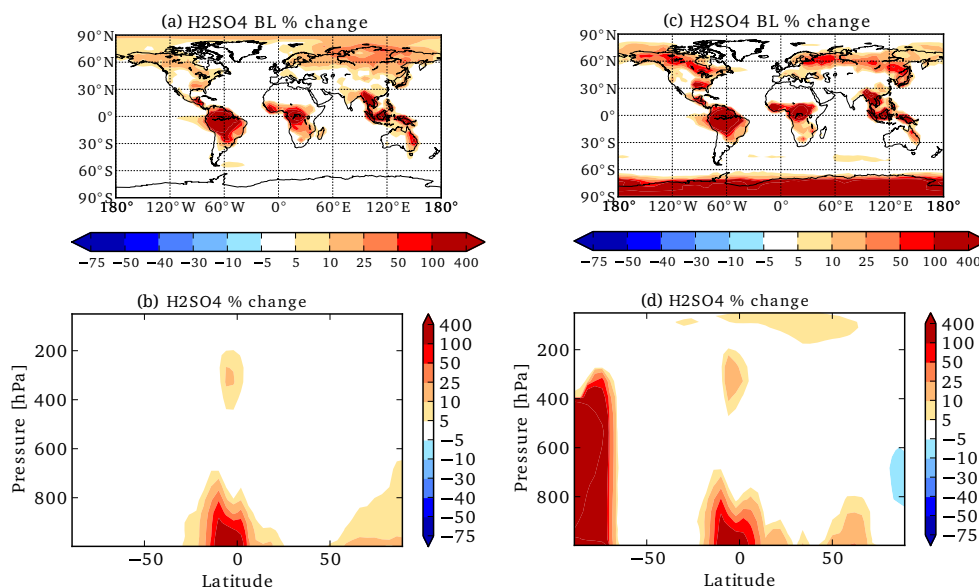 (a) H2SO4 BL % change
90°N
60°N
30°N
0°
30°S
60°S
90°S
180° 120°W 60°W 0° 60°E 120°E 180°
−75 −50 −40 −30 −10 −5 5 10 25 50 100 400
(c) H2SO4 BL % change
90°N
60°N
30°N
0°
30°S
60°S
90°S
180° 120°W 60°W 0° 60°E 120°E 180°
−75 −50 −40 −30 −10 −5 5 10 25 50 100 400
(b) H2SO4 % change
Pressure [hPa]
200
400
600
800
−50 0 50
Latitude
400
100
50
25
10
5
−5
−10
−30
−40
−50
−75
(d) H2SO4 % change
Pressure [hPa]
200
400
600
800
−50 0 50
Latitude
400
100
50
25
10
5
−5
−10
−30
−40
−50
−75